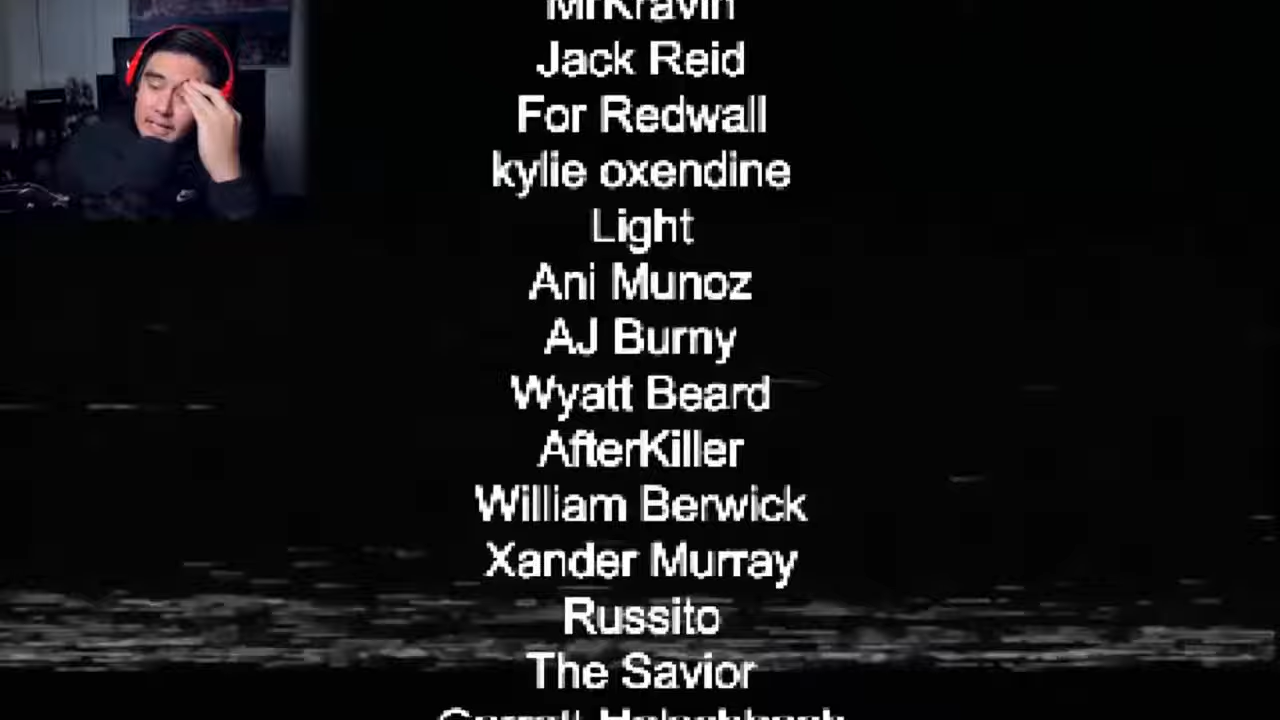 MrKravin
Jack Reid
For Redwall
kylie oxendine
Light
Ani Munoz
AJ Burny
Wyatt Beard
AfterKiller
William Berwick
Xander Murray
Russito
The Savior